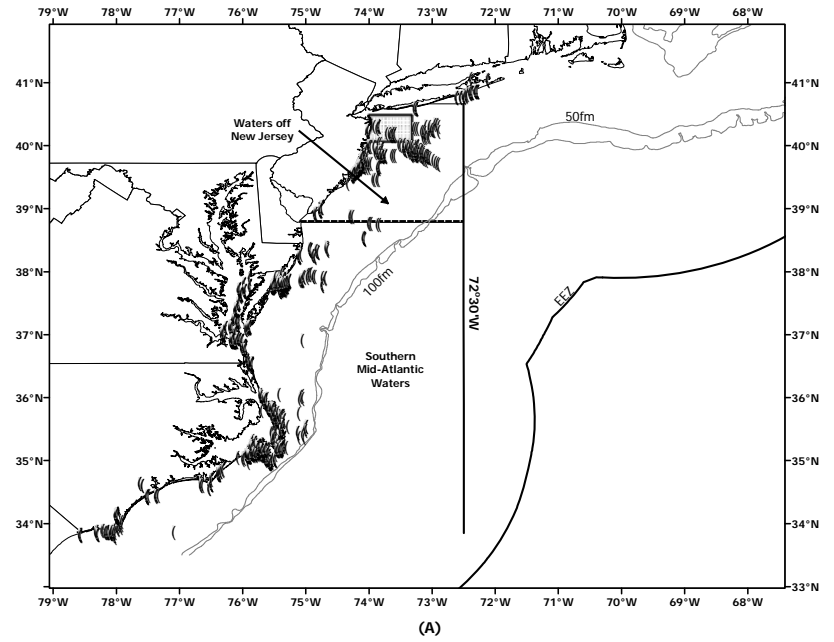 79°W 78°W 77°W 76°W 75°W 74°W 73°W 72°W 71°W 70°W 69°W 68°W
41°N 41°N
Waters off
New Jersey
50fm
40°N 40°N
39°N 39°N
38°N 38°N
100fm
72°30'W
EEZ
37°N 37°N
Southern
Mid-Atlantic
Waters
36°N 36°N
35°N 35°N
34°N 34°N
33°N
79°W 78°W 77°W 76°W 75°W 74°W 73°W 72°W 71°W 70°W 69°W 68°W
(A)